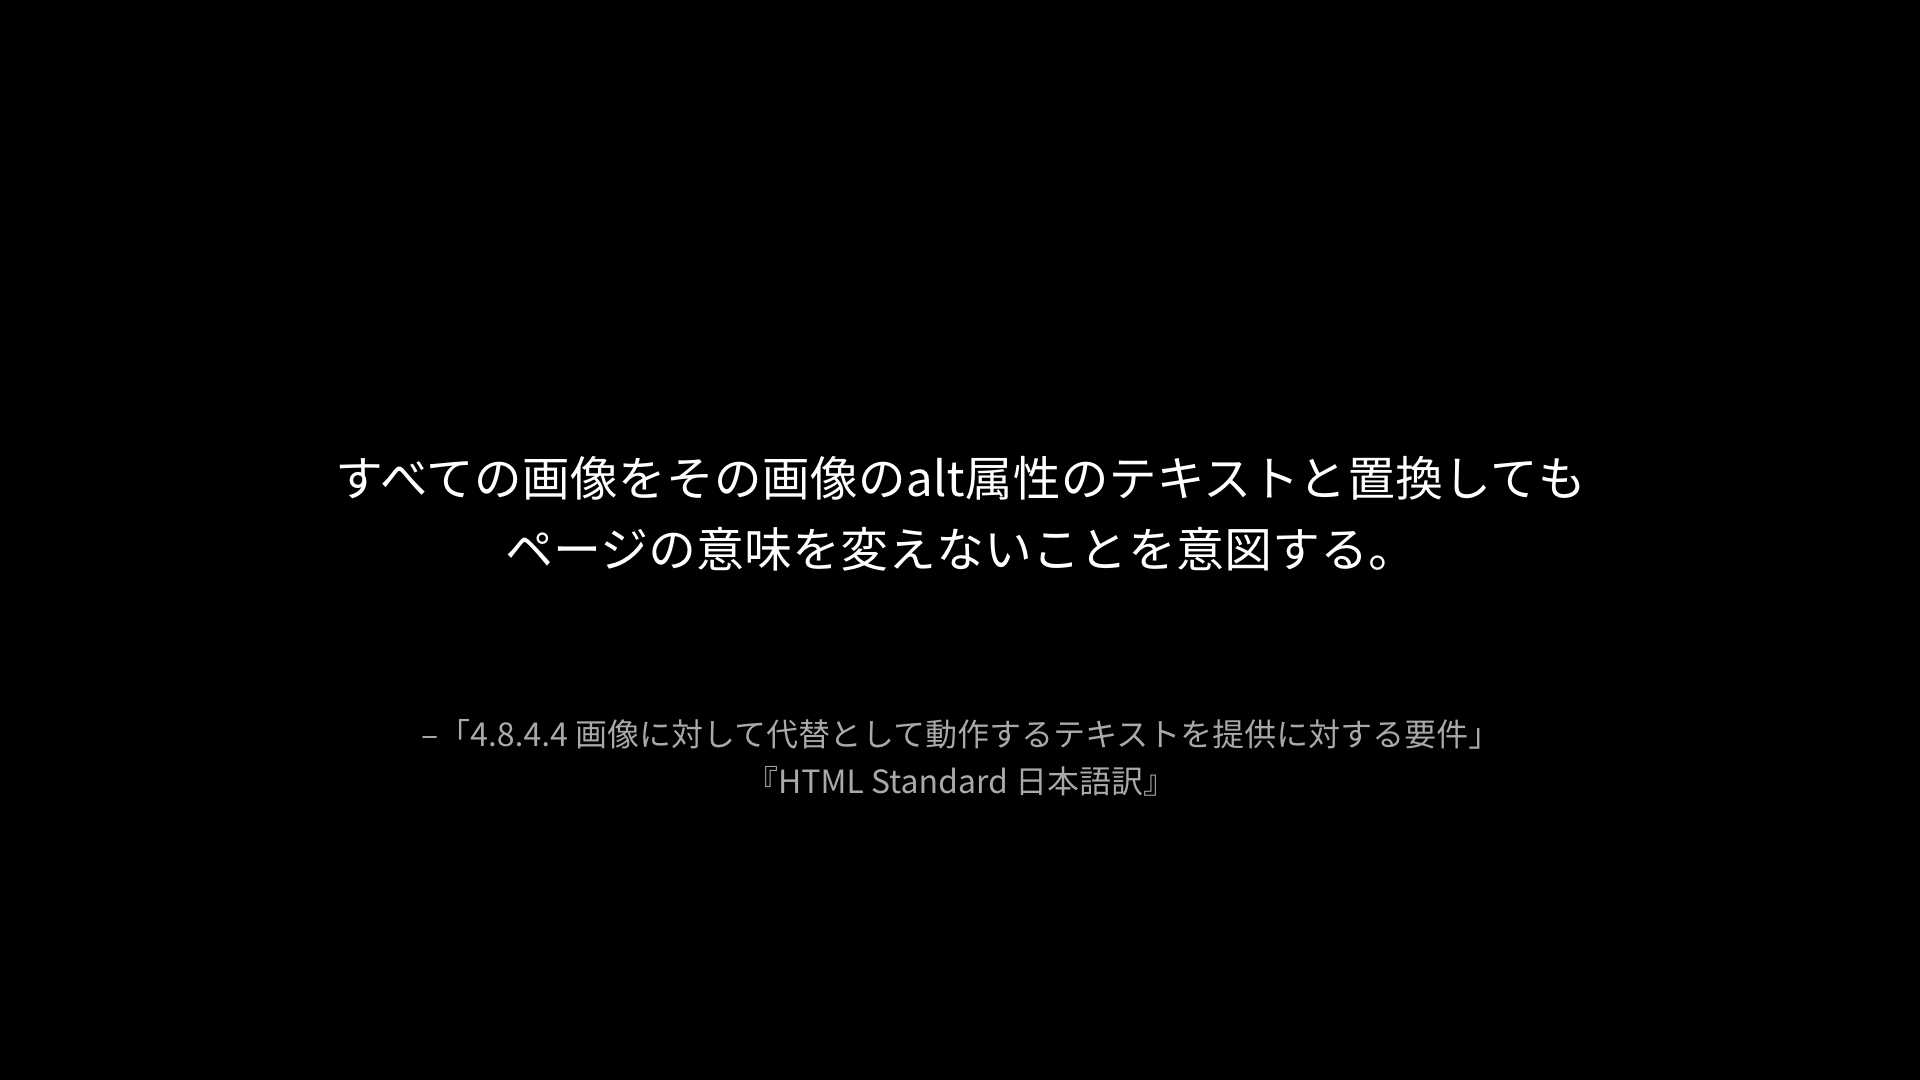 すべての画像をその画像のalt属性のテキストと置換しても
ページの意味を変えないことを意図する。
–「4.8.4.4 画像に対して代替として動作するテキストを提供に対する要件」
『HTML Standard 日本語訳』